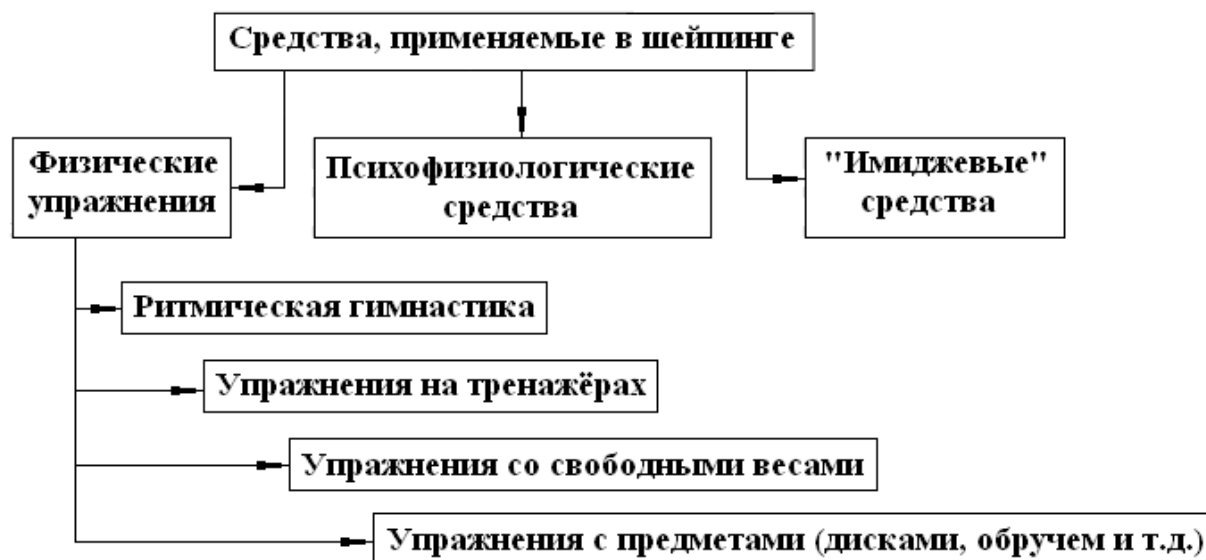 Средства, применяемые в шейпинге
Физические
упражнения
Психофизиологические
средства
"Имиджевые"
средства
Ритмическая гимнастика
Упражнения на тренажёрах
Упражнения со свободными весами
Упражнения с предметами (дисками, обручем и т.д.)